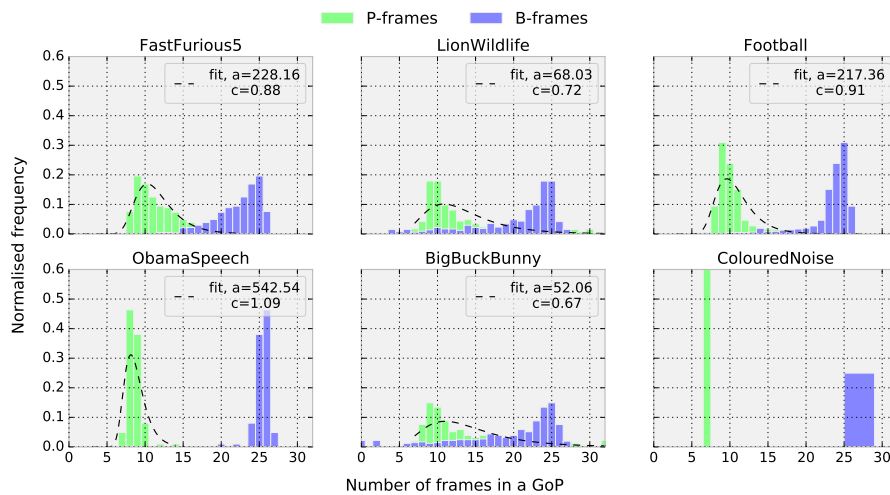 P-frames B-frames
FastFurious5 LionWildlife Football
0.6
0.5
0.4
0.3
0.2
0.1
0.0
fit, a=228.16
c=0.88
fit, a=68.03
c=0.72
fit, a=217.36
c=0.91
Normalised frequency
ObamaSpeech BigBuckBunny ColouredNoise
0.6
0.5
0.4
0.3
0.2
0.1
0.0
fit, a=542.54
c=1.09
fit, a=52.06
c=0.67
0 5 10 15 20 25 30 0 5 10 15 20 25 30 0 5 10 15 20 25 30
Number of frames in a GoP